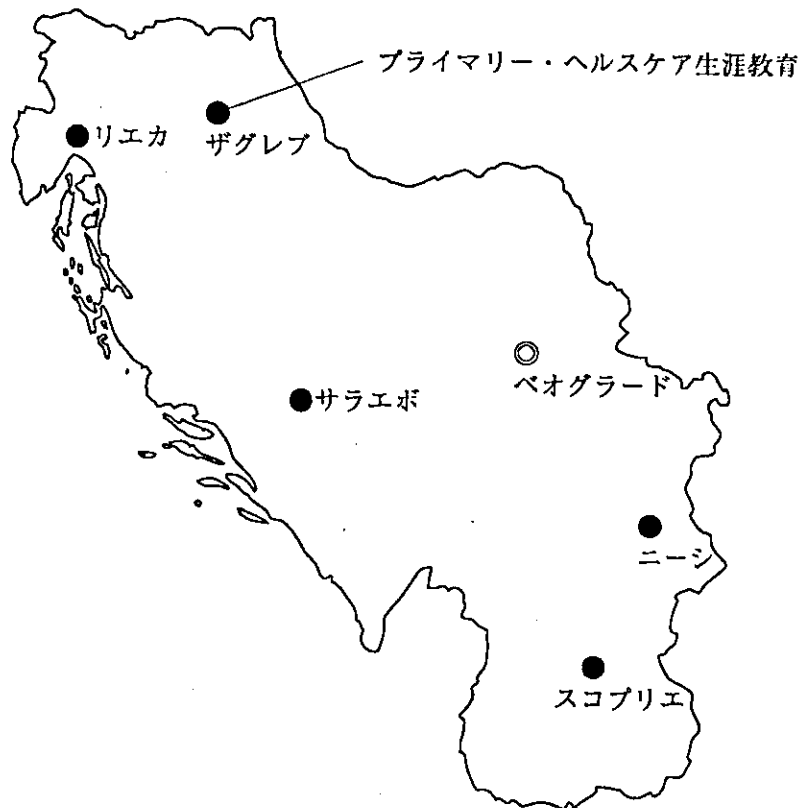 プライマリー・ヘルスケア生涯教育
リエカ
ザグレブ
ベオグラード
サラエボ
ニーシ
スコプリエ